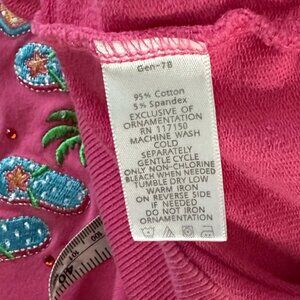 Gen-7B
95% Cotton
5% Spandex
EXCLUSIVE OF
ORNAMENTATION
RN 117150
MACHINE WASH
COLD
SEPARATELY
GENTLE CYCLE
ONLY NON-CHLORINE
BLEACH WHEN NEEDED
TUMBLE DRY LOW
WARM IRON
ON REVERSE SIDE
IF NEEDED
DO NOT IRON
ORNAMENTATION